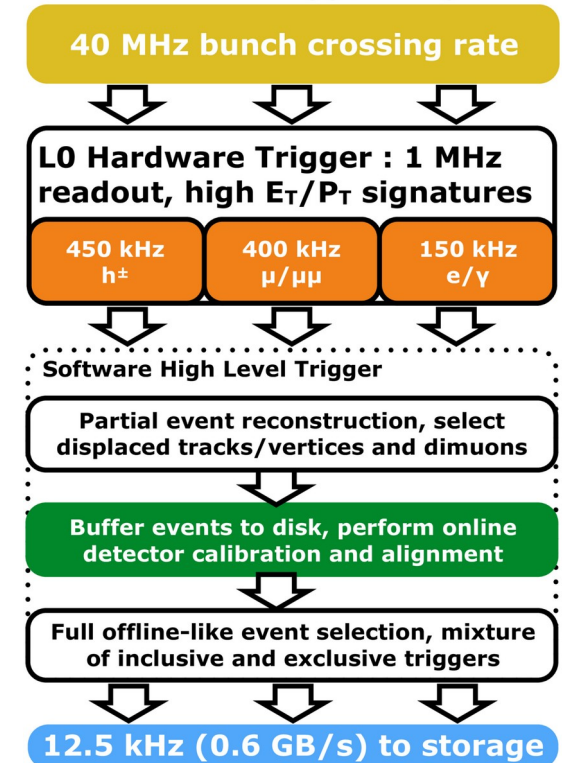 40 MHz bunch crossing rate
L0 Hardware Trigger : 1 MHz
readout, high E_T/P_T signatures
450 kHz
h±
400 kHz
μ/μμ
150 kHz
e/γ
Software High Level Trigger
Partial event reconstruction, select
displaced tracks/vertices and dimuons
Buffer events to disk, perform online
detector calibration and alignment
Full offline-like event selection, mixture
of inclusive and exclusive triggers
12.5 kHz (0.6 GB/s) to storage